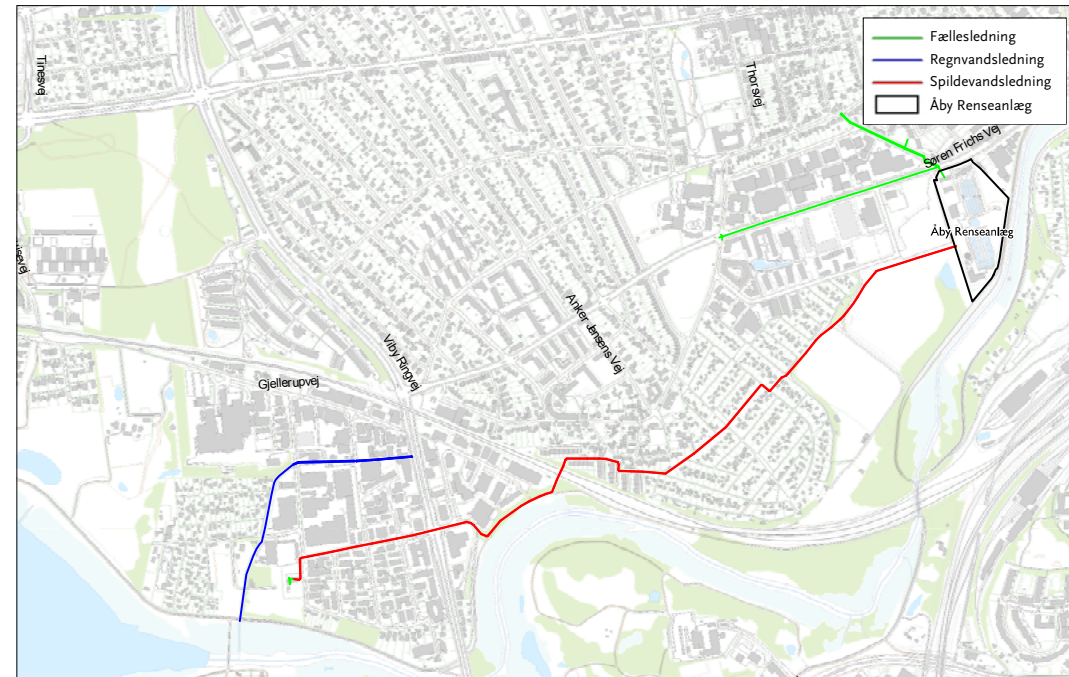 Fællesledning
Regnvandsledning
Spildevandsledning
Åby Renseanlæg
Tinesvej
Thorsvej
Søren Frichs Vej
Åby Renseanlæg
Anker Jensens Vej
Viby Ringvej
Gjellerupvej